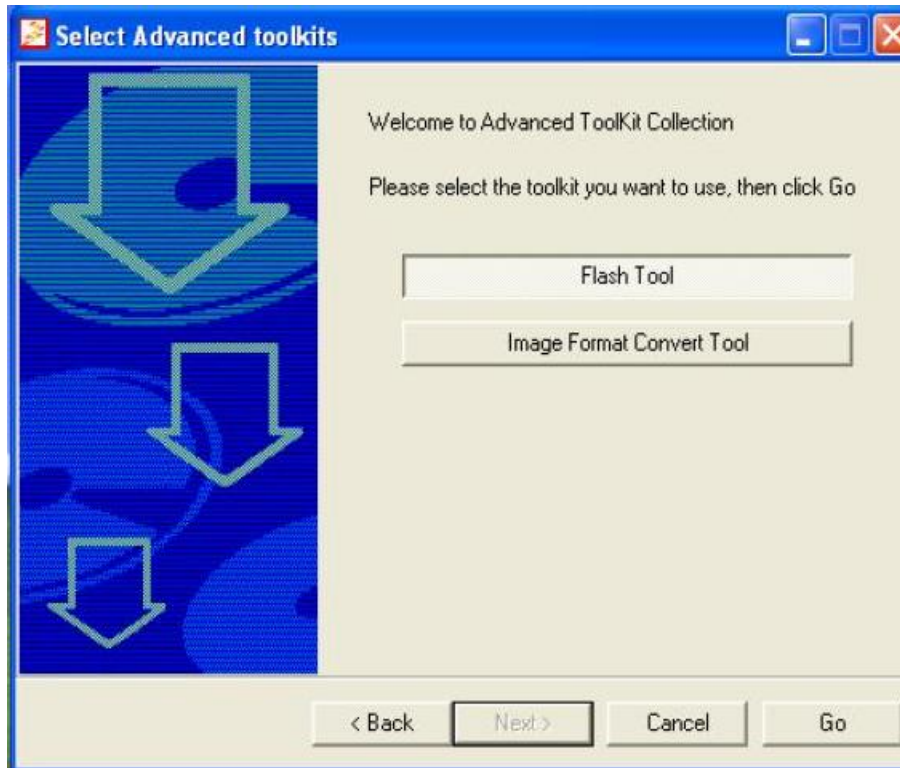 Select Advanced toolkits
Welcome to Advanced ToolKit Collection
Please select the toolkit you want to use, then click Go
Flash Tool
Image Format Convert Tool
< Back Next > Cancel Go